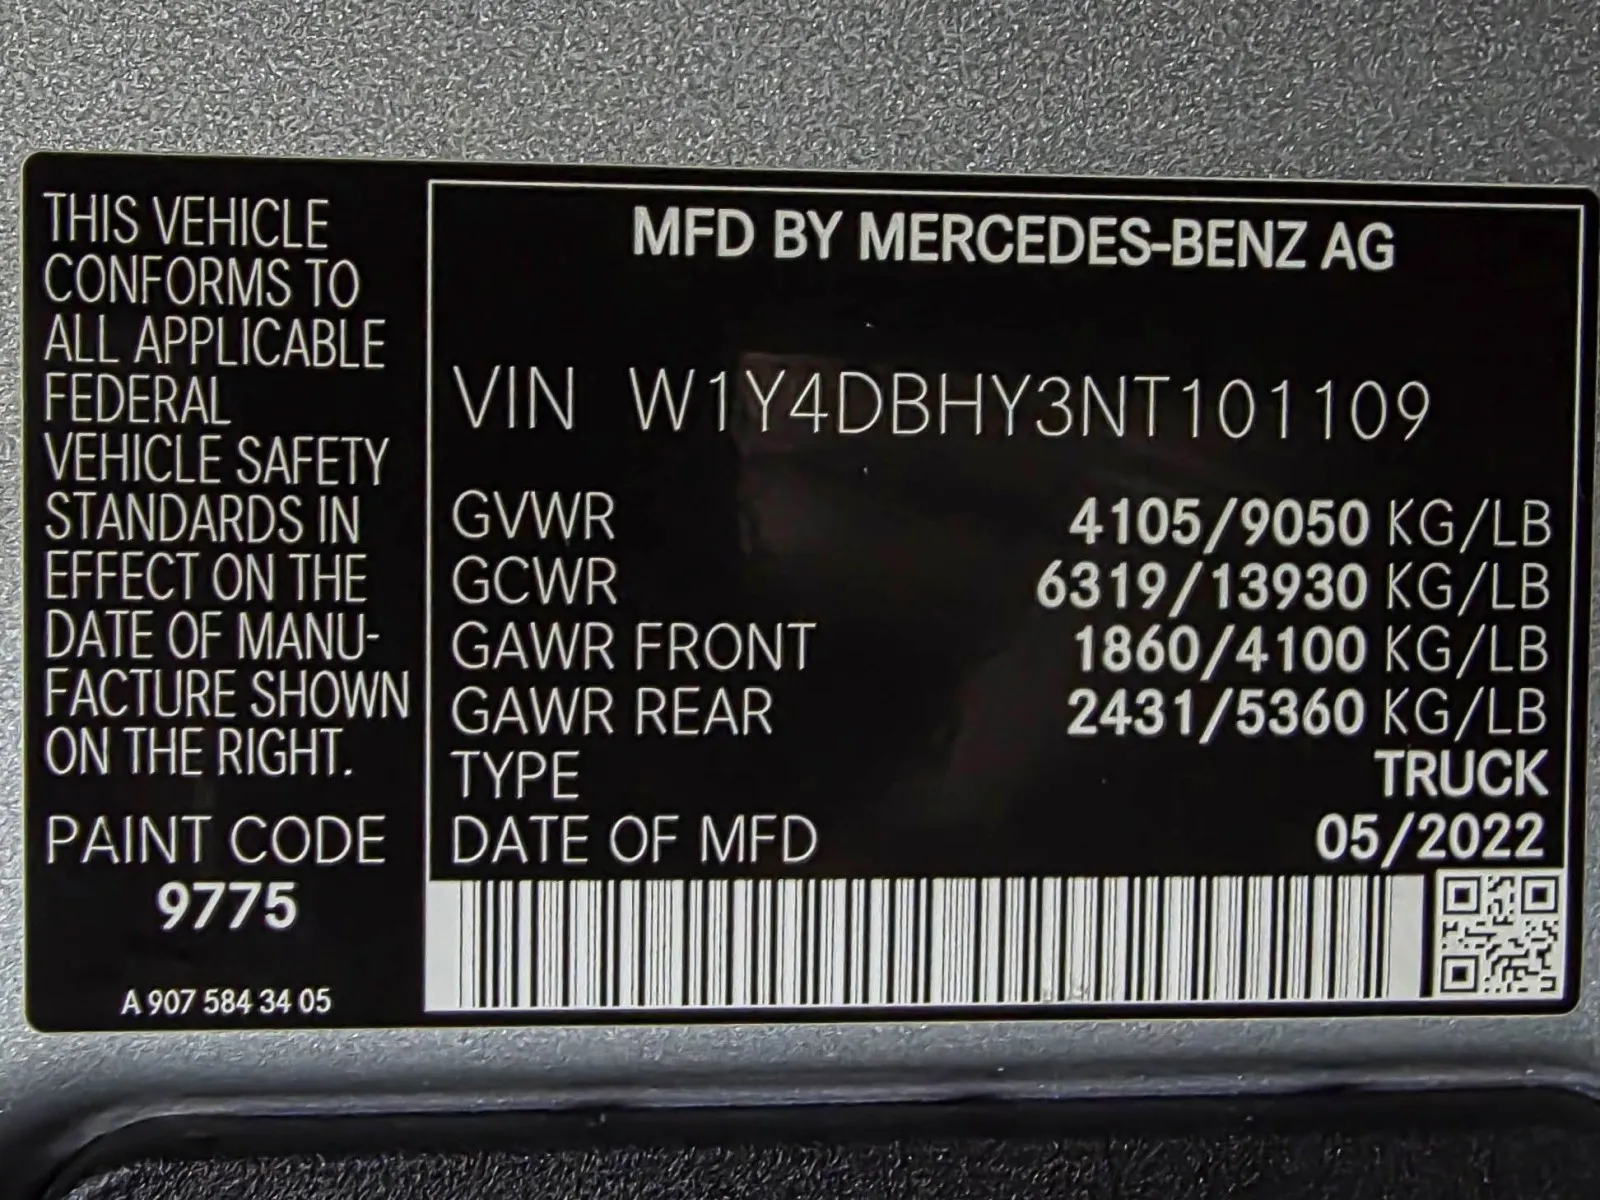 THIS VEHICLE
CONFORMS TO
ALL APPLICABLE
FEDERAL
VEHICLE SAFETY
STANDARDS IN
EFFECT ON THE
DATE OF MANU-
FACTURE SHOWN
ON THE RIGHT.
PAINT CODE
9775
A 907 584 34 05
MFD BY MERCEDES-BENZ AG
VIN W1Y4DBHY3NT101109
GVWR 4105/9050 KG/LB
GCWR 6319/13930 KG/LB
GAWR FRONT 1860/4100 KG/LB
GAWR REAR 2431/5360 KG/LB
TYPE TRUCK
DATE OF MFD 05/2022